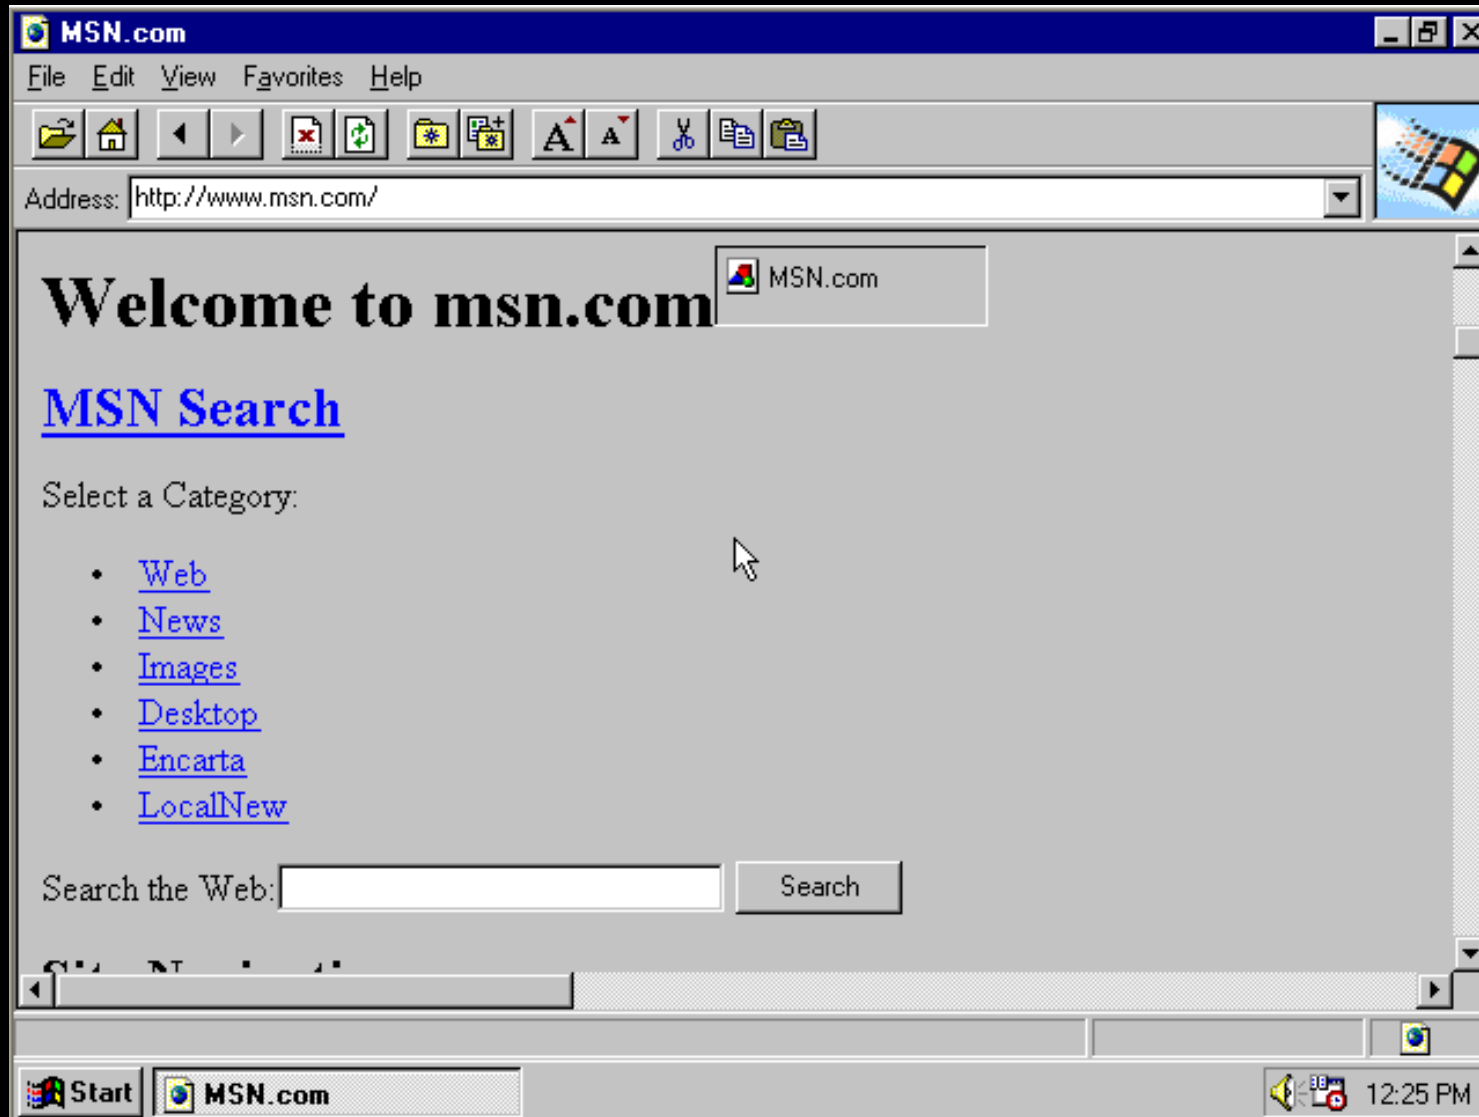 MSN.com
File Edit View Favorites Help
A A
Address: http://www.msn.com/
Welcome to msn.com MSN.com
MSN Search
Select a Category:
• Web
• News
• Images
• Desktop
• Encarta
• LocalNew
Search the Web: Search
Start MSN.com 12:25 PM